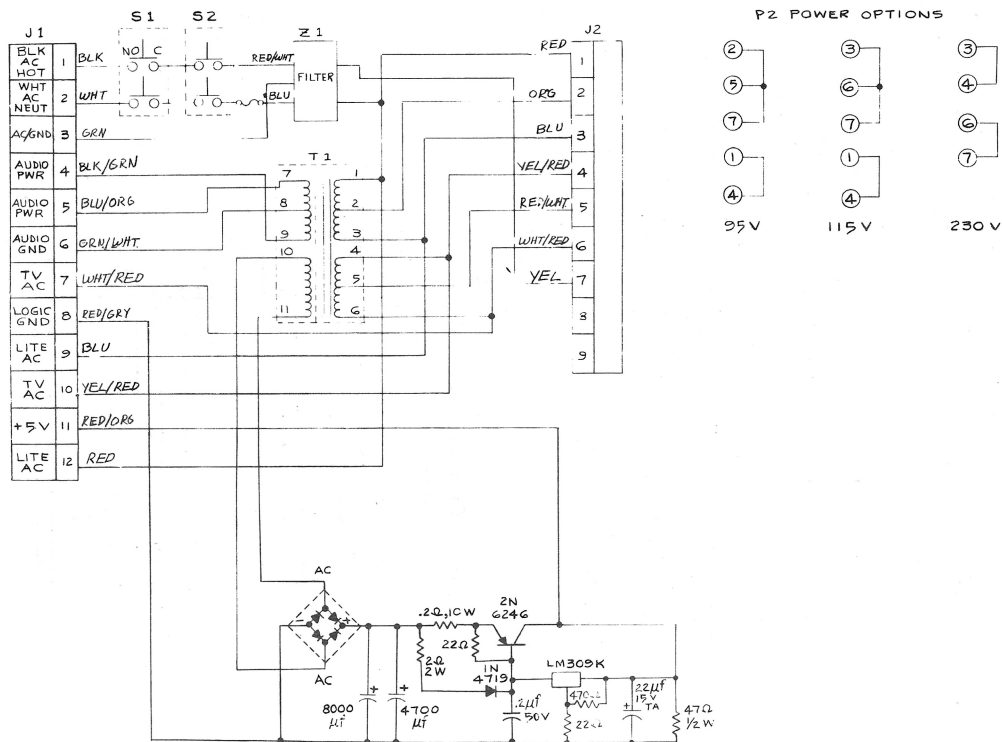 P2 POWER OPTIONS
S1 S2
J1 Z1 J2
BLK AC HOT 1 BLK NO C RED/WHT FILTER RED 1
WHT AC NEUT 2 WHT BLU ORG 2
AC/GND 3 GRN BLU 3
AUDIO PWR 4 BLK/GRN T1 YEL/RED 4
AUDIO PWR 5 BLU/ORG 7 1 5
AUDIO GND 6 GRN/WHT 8 2 WHT/RED 6
TV AC 7 WHT/RED 9 3 YEL 7
LOGIC GND 8 RED/GRY 10 4 8
LITE AC 9 BLU 5 9
TV AC 10 YEL/RED 11 6
+5V 11 RED/ORG
LITE AC 12 RED
2 3 3
5 6 4
7 7 6
1 1 7
4 4
95V 115V 230V
AC
- +
AC
.2Ω,10W
2N 6246
22Ω
2Ω 2W
1N 4719
LM309K
+ 8000 µf
+ 4700 µf
.2µf 50V
470Ω
22Ω
+ 22µf 15V TA
47Ω ½W